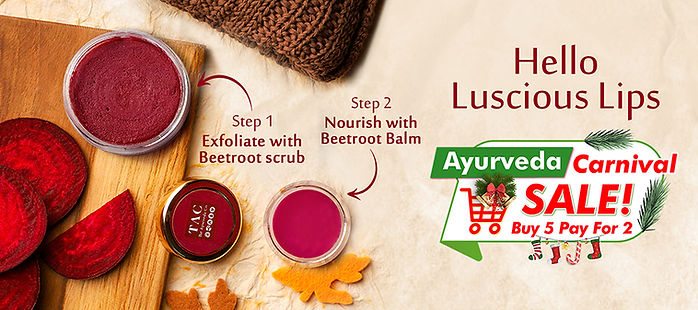 Hello
Luscious Lips
Step 1
Exfoliate with
Beetroot scrub
Step 2
Nourish with
Beetroot Balm
TAC
Ayurveda Carnival
SALE!
Buy 5 Pay For 2